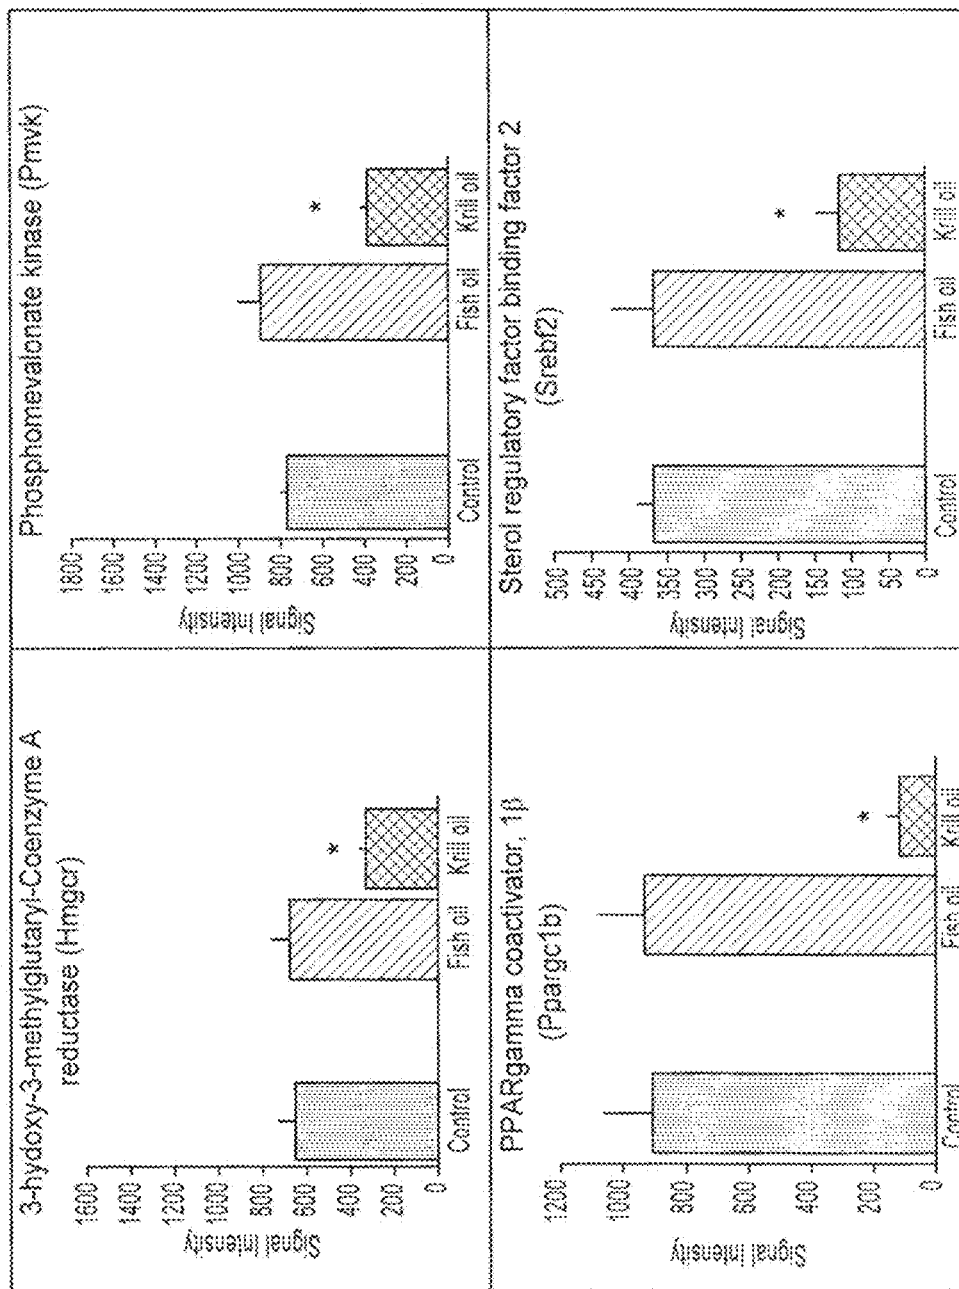 3-hydoxy-3-methylglutaryl-Coenzyme A
reductase (Hmgcr)
Signal Intensity
1600
1400
1200
1000
800
600
400
200
0
*
Control
Fish oil
Krill oil
Phosphomevalonate kinase (Pmvk)
Signal Intensity
1800
1600
1400
1200
1000
800
600
400
200
0
*
Control
Fish oil
Krill oil
PPARgamma coactivator, 1β
(Ppargc1b)
Signal Intensity
1200
1000
800
600
400
200
0
*
Control
Fish oil
Krill oil
Sterol regulatory factor binding factor 2
(Srebf2)
Signal Intensity
500
450
400
350
300
250
200
150
100
50
0
*
Control
Fish oil
Krill oil